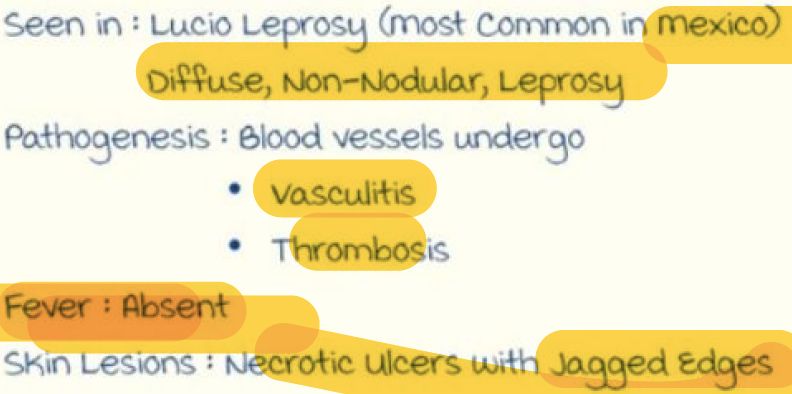 Seen in : Lucio Leprosy (most Common in mexico)
Diffuse, Non-Nodular, Leprosy
Pathogenesis : Blood vessels undergo
• Vasculitis
• Thrombosis
Fever : Absent
Skin Lesions : Necrotic Ulcers with Jagged Edges